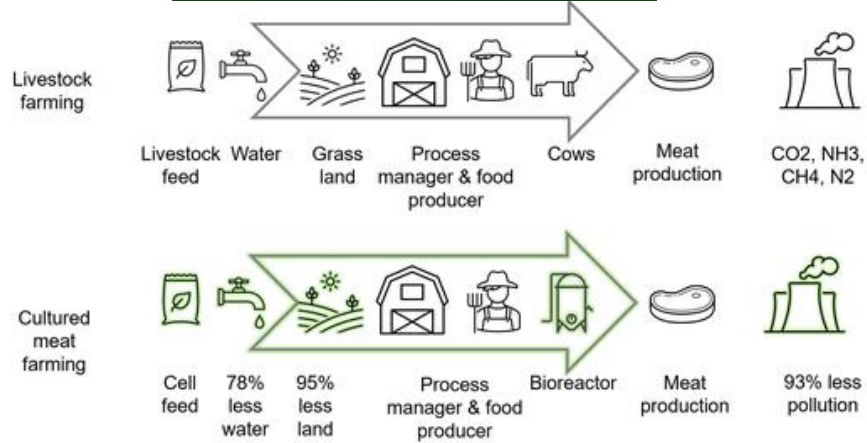 Livestock
farming
Livestock
feed
Water
Grass
land
Process
manager & food
producer
Cows
Meat
production
CO2, NH3,
CH4, N2
Cultured
meat
farming
Cell
feed
78%
less
water
95%
less
land
Process
manager & food
producer
Bioreactor
Meat
production
93% less
pollution